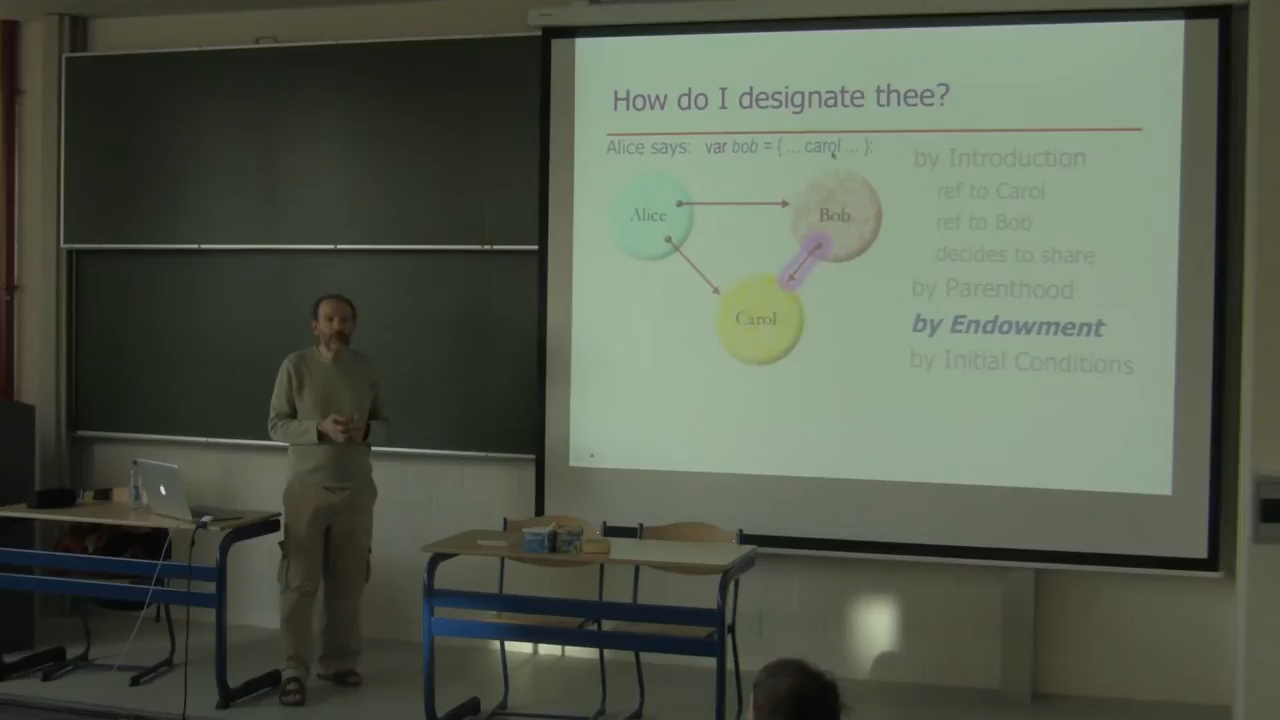 How do I designate thee?
Alice says: var bob = { ... carol ... };
Alice
Bob
Carol
by Introduction
ref to Carol
ref to Bob
decides to share
by Parenthood
by Endowment
by Initial Conditions